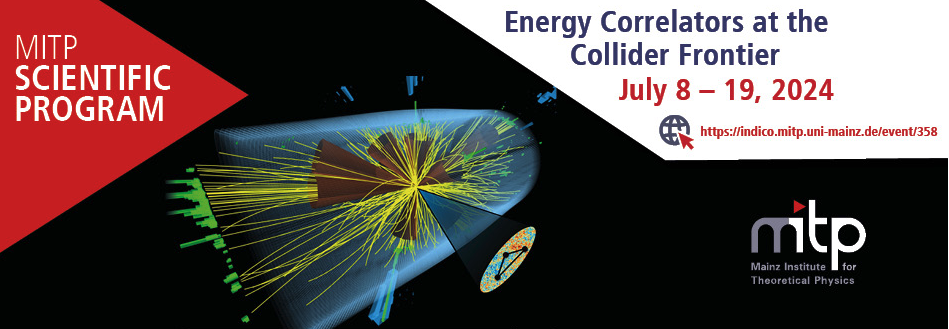 MITP
SCIENTIFIC
PROGRAM
Energy Correlators at the
Collider Frontier
July 8 – 19, 2024
https://indico.mitp.uni-mainz.de/event/358
mitp
Mainz Institute for
Theoretical Physics